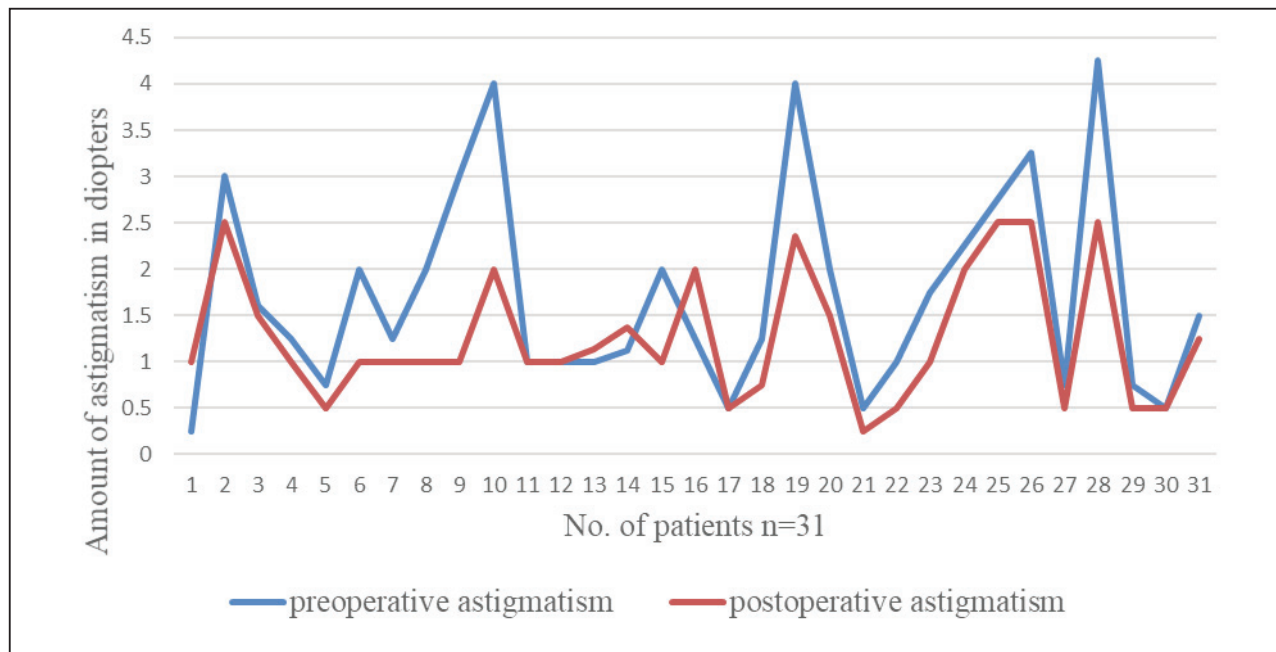 Amount of astigmatism in diopters
4.5
4
3.5
3
2.5
2
1.5
1
0.5
0
1 2 3 4 5 6 7 8 9 10 11 12 13 14 15 16 17 18 19 20 21 22 23 24 25 26 27 28 29 30 31
No. of patients n=31
preoperative astigmatism postoperative astigmatism